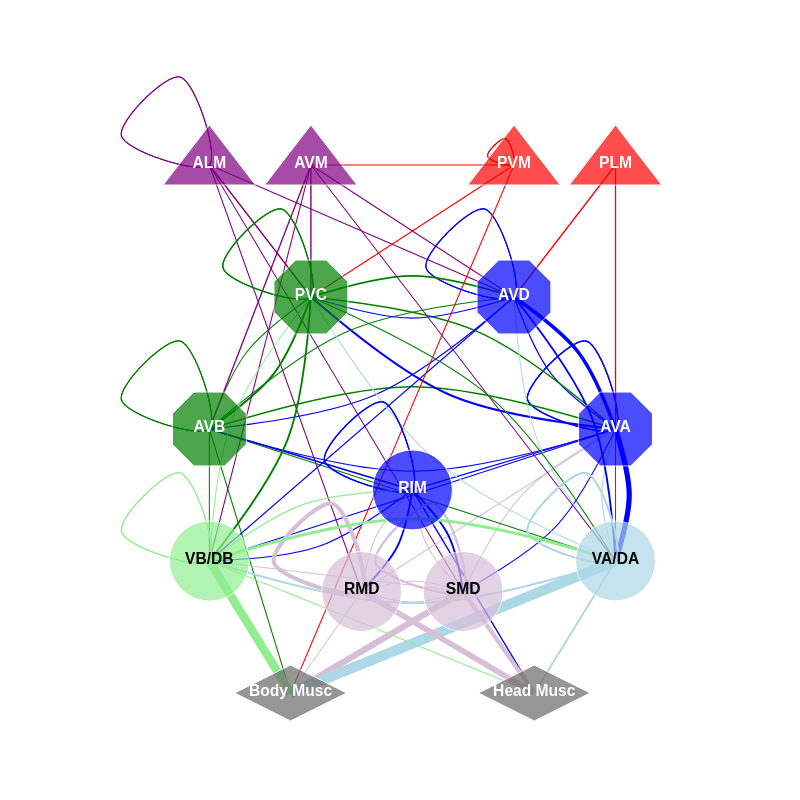 ALM
AVM
PVM
PLM
PVC
AVD
AVB
AVA
RIM
VB/DB
VA/DA
RMD
SMD
Body Musc
Head Musc